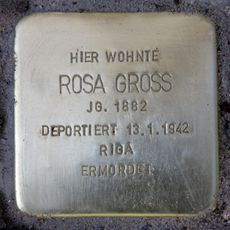 HIER WOHNTE
ROSA GROSS
JG. 1882
DEPORTIERT 13.1.1942
RIGA
ERMORDET